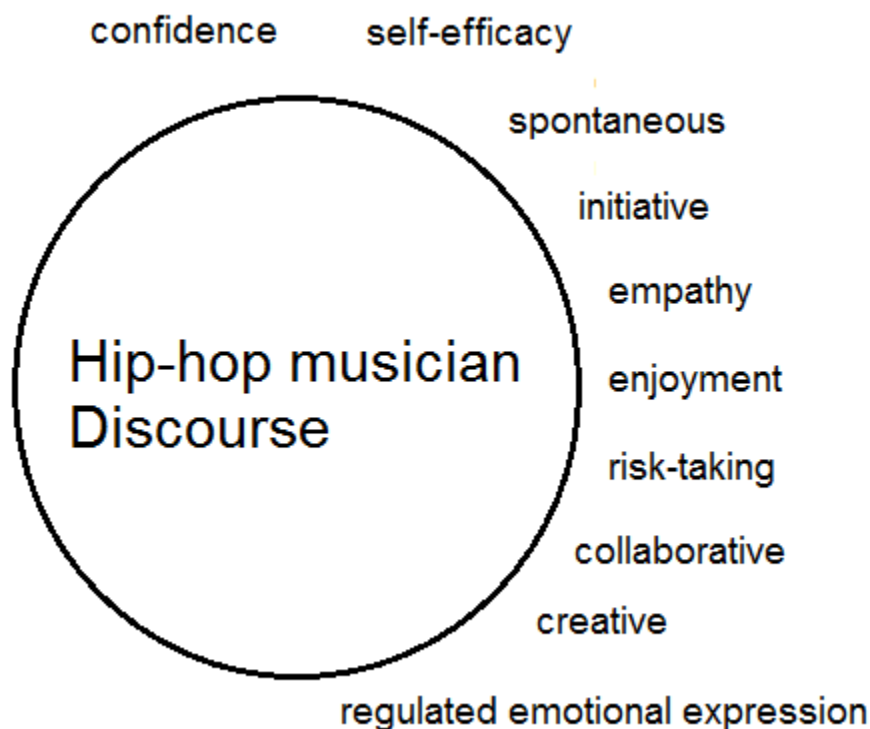 confidence
self-efficacy
spontaneous
initiative
empathy
Hip-hop musician
Discourse
enjoyment
risk-taking
collaborative
creative
regulated emotional expression